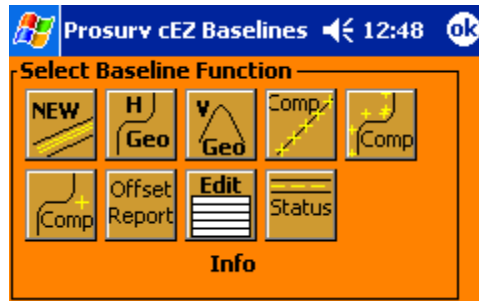 Prosurv cEZ Baselines 12:48 ok
Select Baseline Function
NEW
H
Geo
V
Geo
Comp
Comp
Comp
Offset
Report
Edit
Status
Info